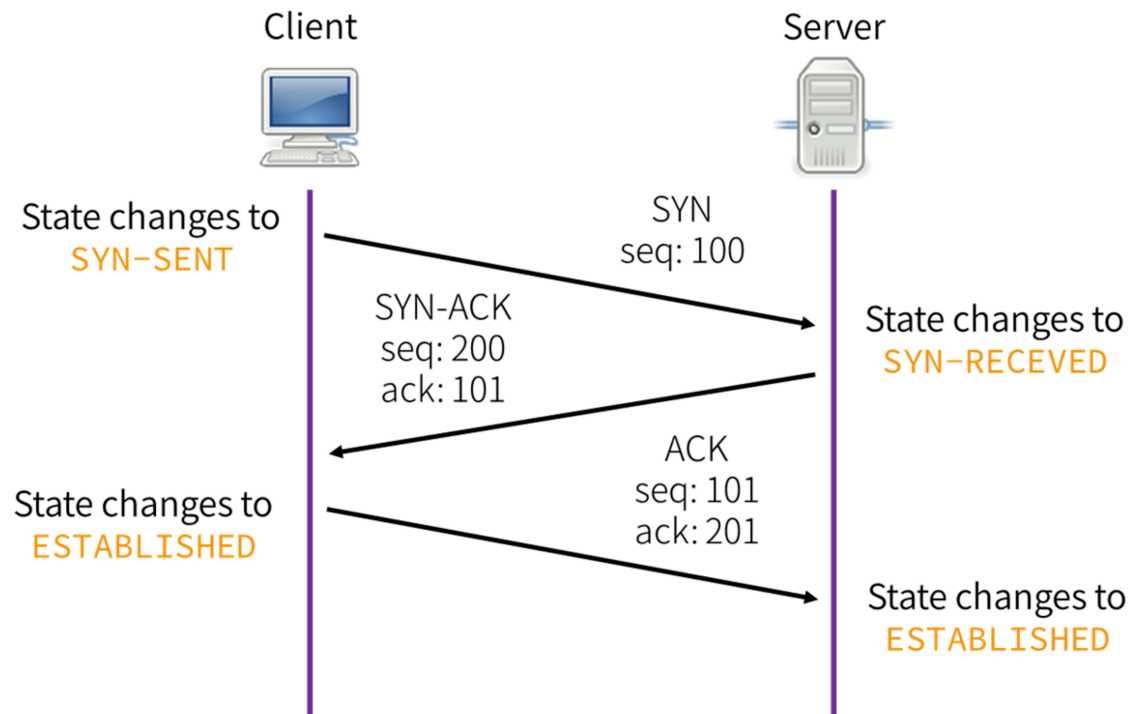 Client
Server
State changes to
SYN-SENT
SYN
seq: 100
SYN-ACK
seq: 200
ack: 101
State changes to
SYN-RECEVED
ACK
seq: 101
ack: 201
State changes to
ESTABLISHED
State changes to
ESTABLISHED